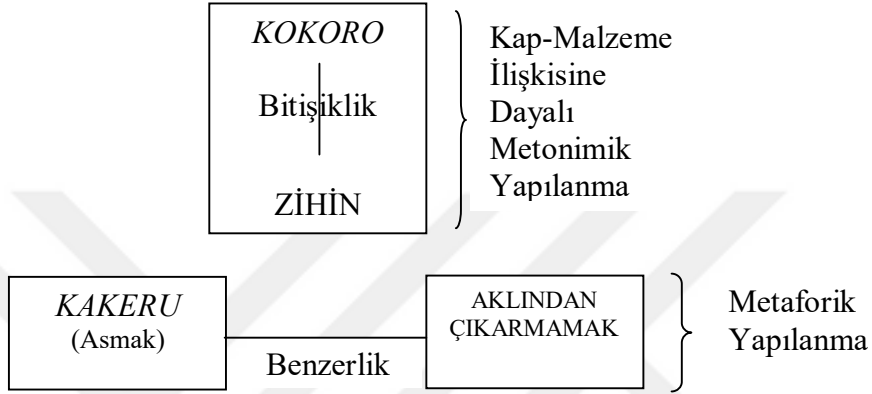 KOKORO
Bitişiklik
ZİHİN
Kap-Malzeme
İlişkisine
Dayalı
Metonimik
Yapılanma
KAKERU
(Asmak)
Benzerlik
AKLINDAN
ÇIKARMAMAK
Metaforik
Yapılanma